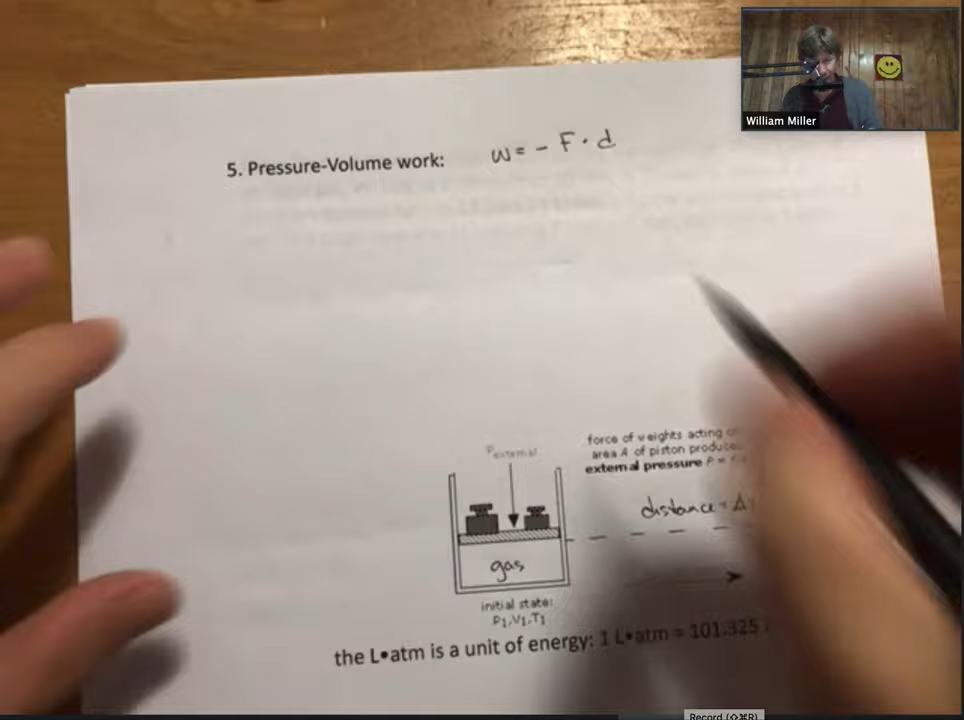 William Miller
5. Pressure-Volume work: w = - F · d
force of weights acting
area A of piston
external pressure P =
Pexternal
distance = Δ
gas
initial state:
P1,V1,T1
the L•atm is a unit of energy: 1 L•atm = 101.325
Record (⇧⌘R)